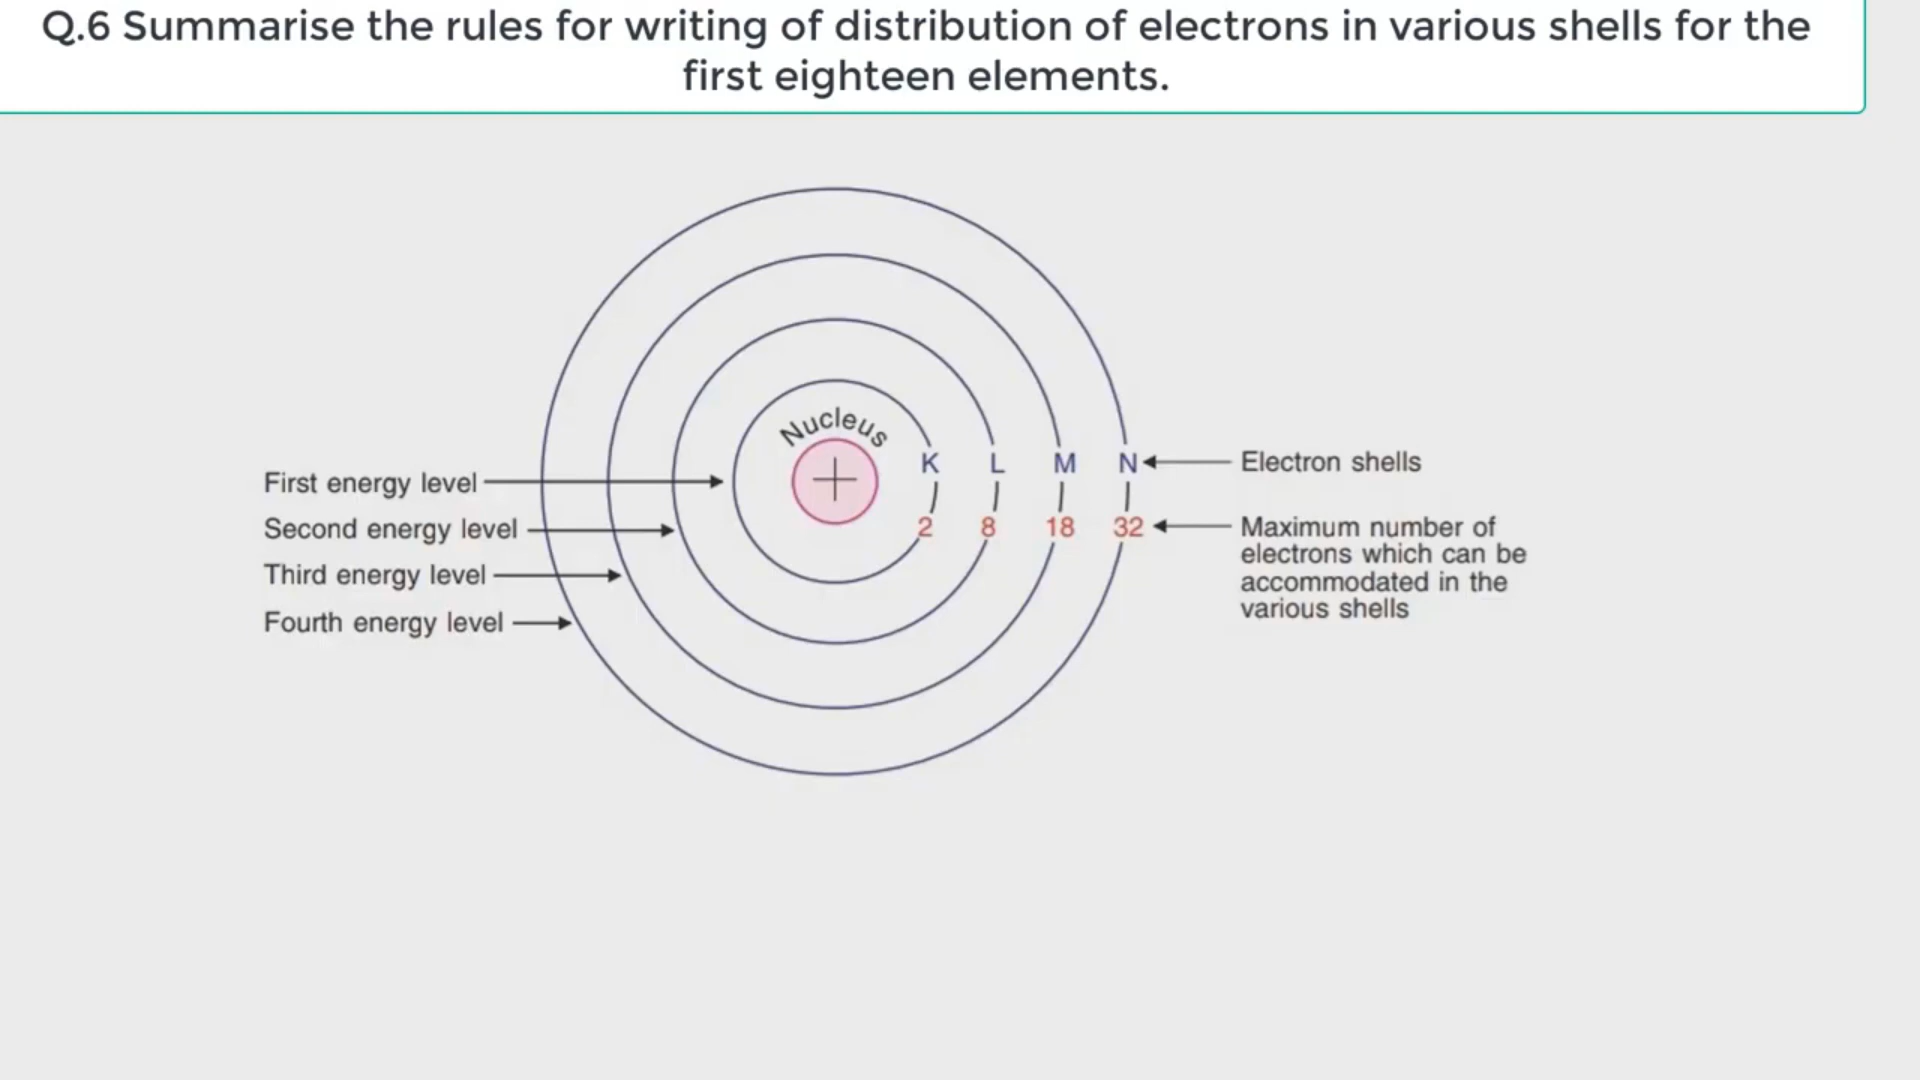 Q.6 Summarise the rules for writing of distribution of electrons in various shells for the
first eighteen elements.
Nucleus
+
K L M N
Electron shells
First energy level
Second energy level
Third energy level
Fourth energy level
2 8 18 32
Maximum number of
electrons which can be
accommodated in the
various shells